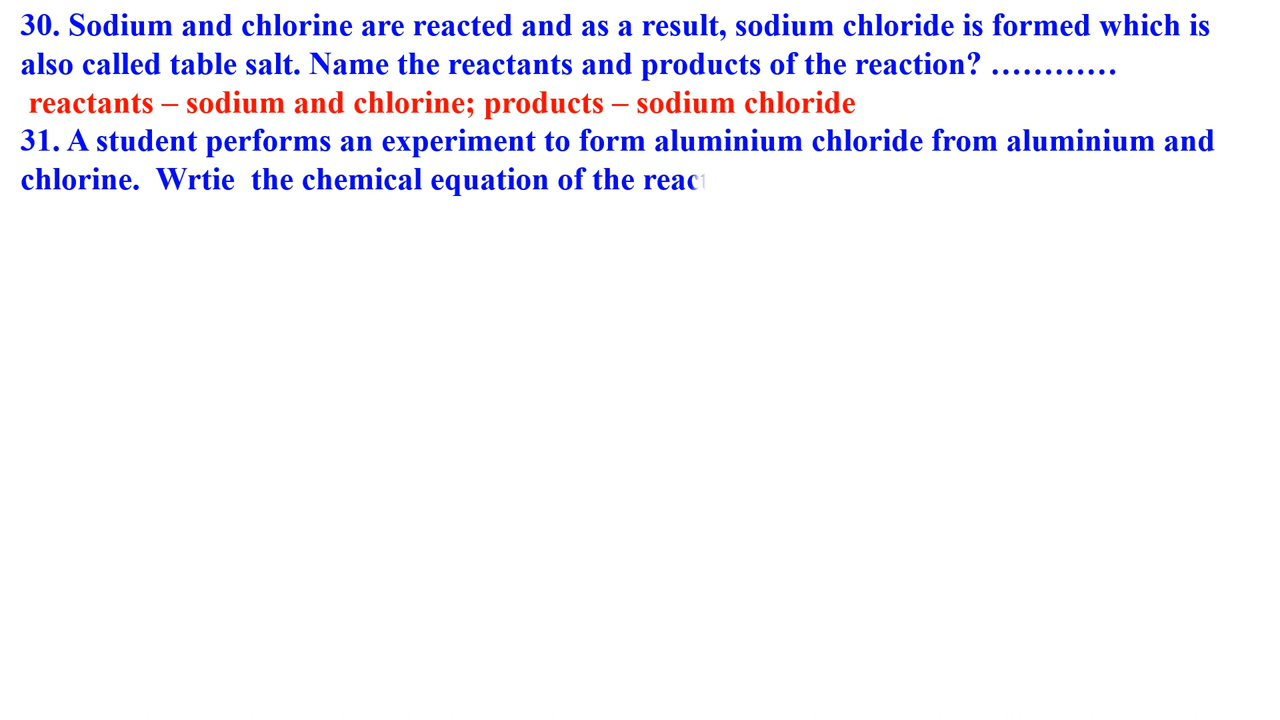 30. Sodium and chlorine are reacted and as a result, sodium chloride is formed which is
also called table salt. Name the reactants and products of the reaction? …………
reactants – sodium and chlorine; products – sodium chloride
31. A student performs an experiment to form aluminium chloride from aluminium and
chlorine. Wrtie the chemical equation of the